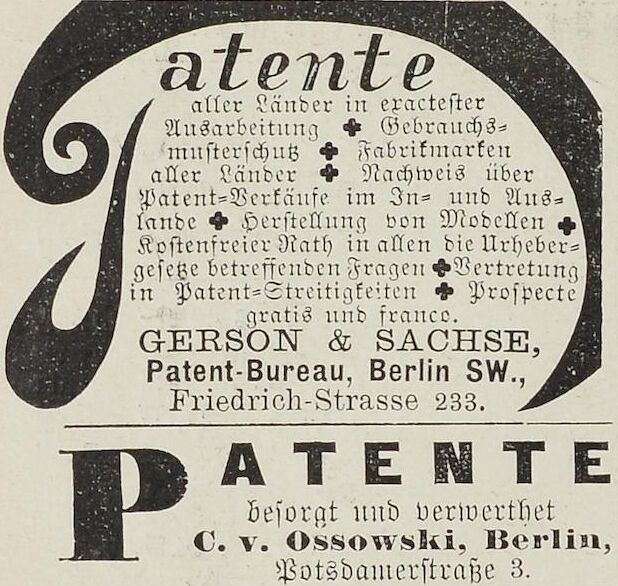 Patente
aller Länder in exactester
Ausarbeitung ✚ Gebrauchs-
musterschutz ✚ Fabrikmarken
aller Länder ✚ Nachweis über
Patent-Verkäufe im In- und Aus-
lande ✚ Herstellung von Modellen ✚
Kostenfreier Rath in allen die Urheber-
gesetze betreffenden Fragen ✚ Vertretung
in Patent-Streitigkeiten ✚ Prospecte
gratis und franco.
GERSON & SACHSE,
Patent-Bureau, Berlin SW.,
Friedrich-Strasse 233.
PATENTE
besorgt und verwerthet
C. v. Ossowski, Berlin,
Potsdamerstraße 3.